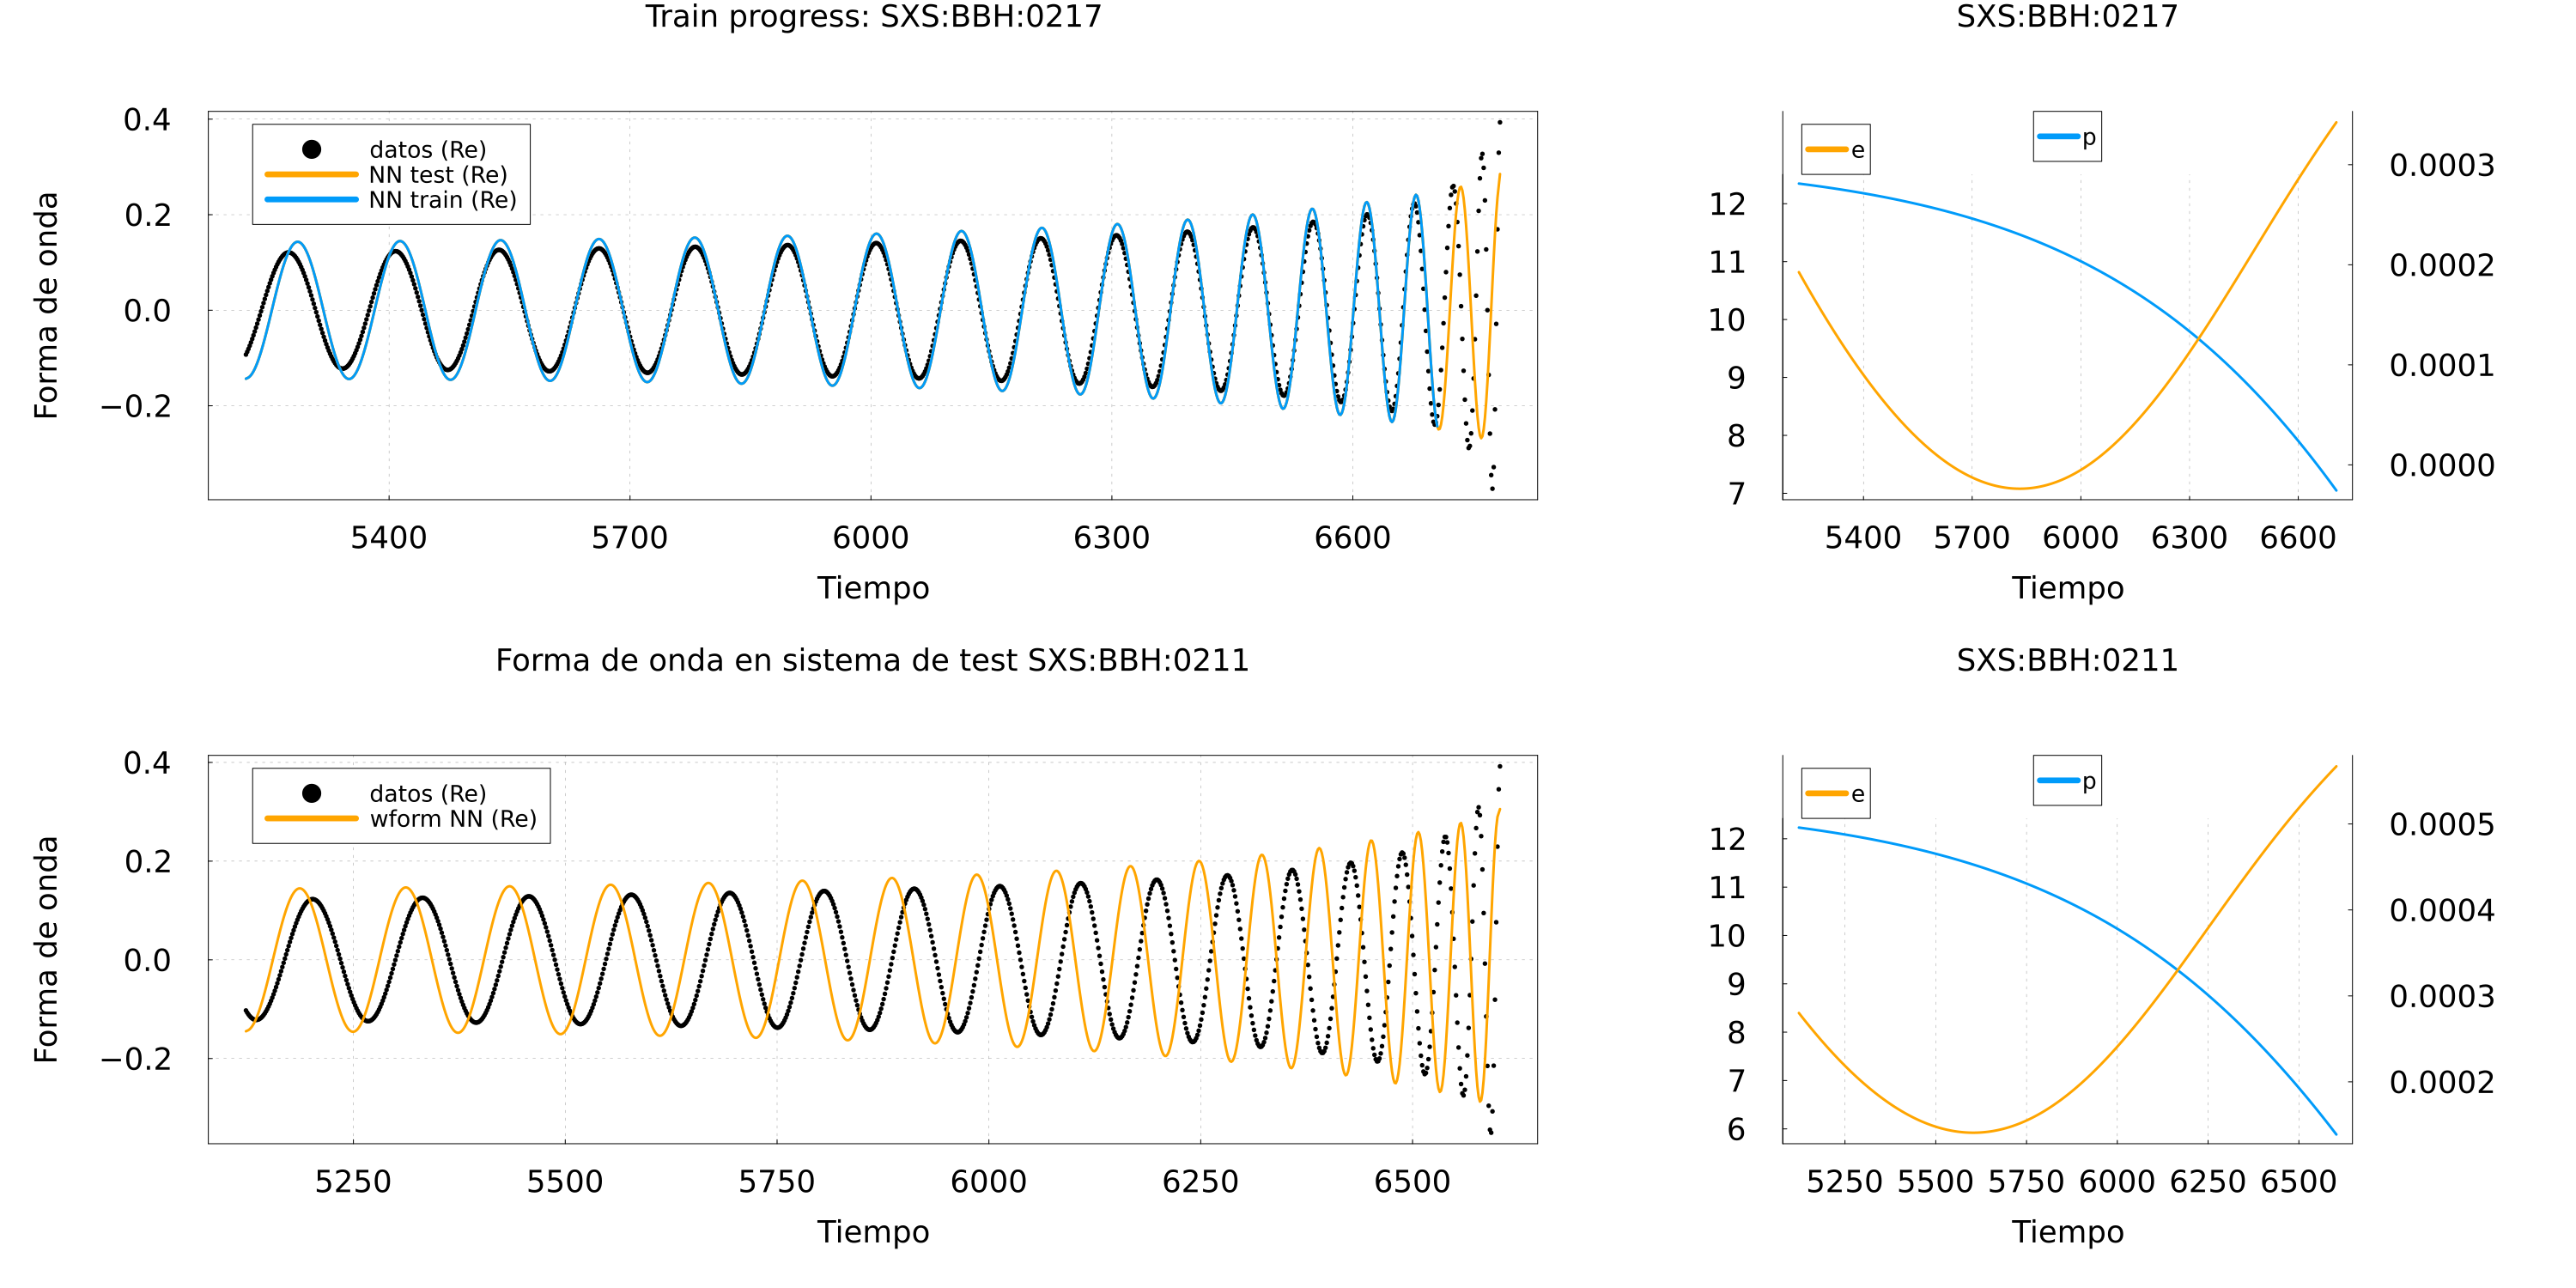 Train progress: SXS:BBH:0217
Forma de onda
0.4
0.2
0.0
−0.2
datos (Re)
NN test (Re)
NN train (Re)
5400 5700 6000 6300 6600
Tiempo
SXS:BBH:0217
e
p
12
11
10
9
8
7
0.0003
0.0002
0.0001
0.0000
5400 5700 6000 6300 6600
Tiempo
Forma de onda en sistema de test SXS:BBH:0211
Forma de onda
0.4
0.2
0.0
−0.2
datos (Re)
wform NN (Re)
5250 5500 5750 6000 6250 6500
Tiempo
SXS:BBH:0211
e
p
12
11
10
9
8
7
6
0.0005
0.0004
0.0003
0.0002
5250 5500 5750 6000 6250 6500
Tiempo